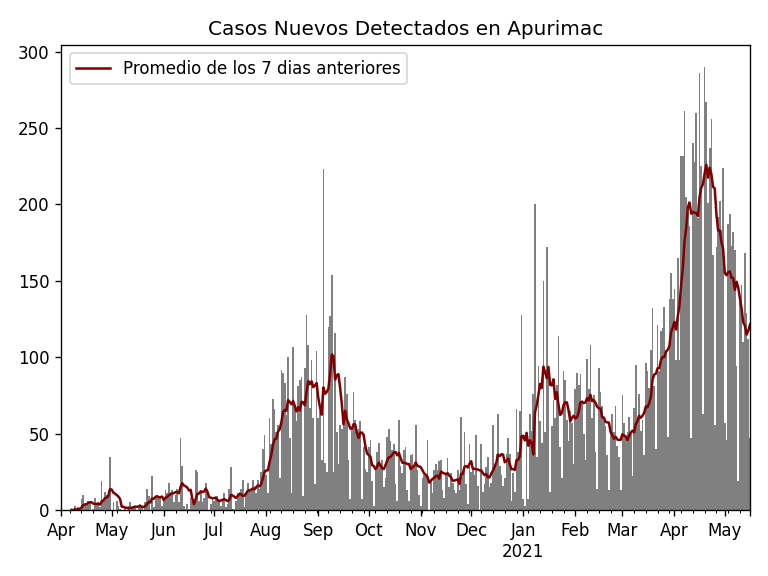 Casos Nuevos Detectados en Apurimac
Promedio de los 7 dias anteriores
300
250
200
150
100
50
0
Apr May Jun Jul Aug Sep Oct Nov Dec Jan Feb Mar Apr May
2021